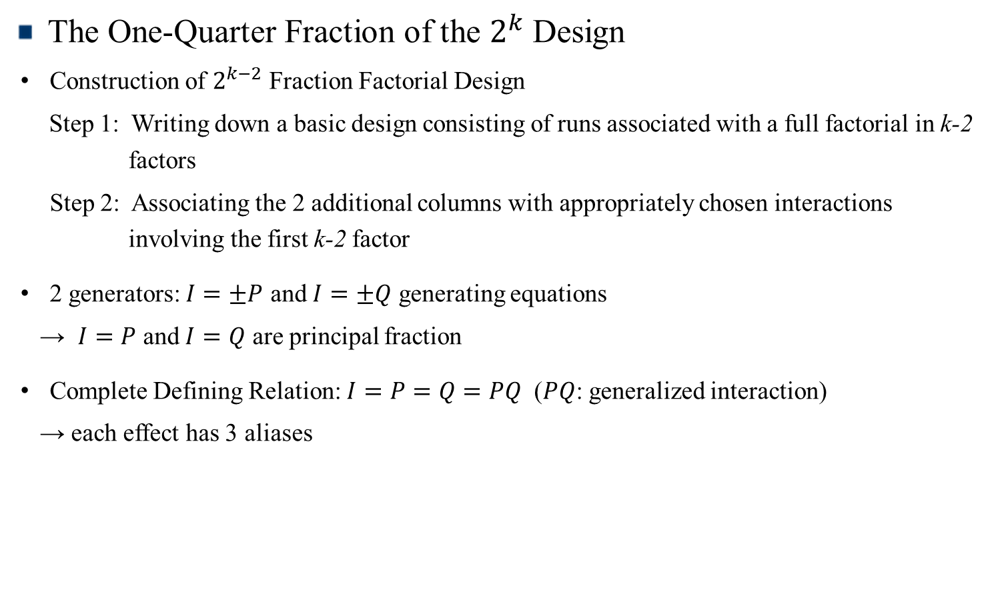 ■ The One-Quarter Fraction of the 2^k Design
• Construction of 2^{k−2} Fraction Factorial Design
Step 1: Writing down a basic design consisting of runs associated with a full factorial in k-2
factors
Step 2: Associating the 2 additional columns with appropriately chosen interactions
involving the first k-2 factor
• 2 generators: I = ±P and I = ±Q generating equations
→ I = P and I = Q are principal fraction
• Complete Defining Relation: I = P = Q = PQ (PQ: generalized interaction)
→ each effect has 3 aliases